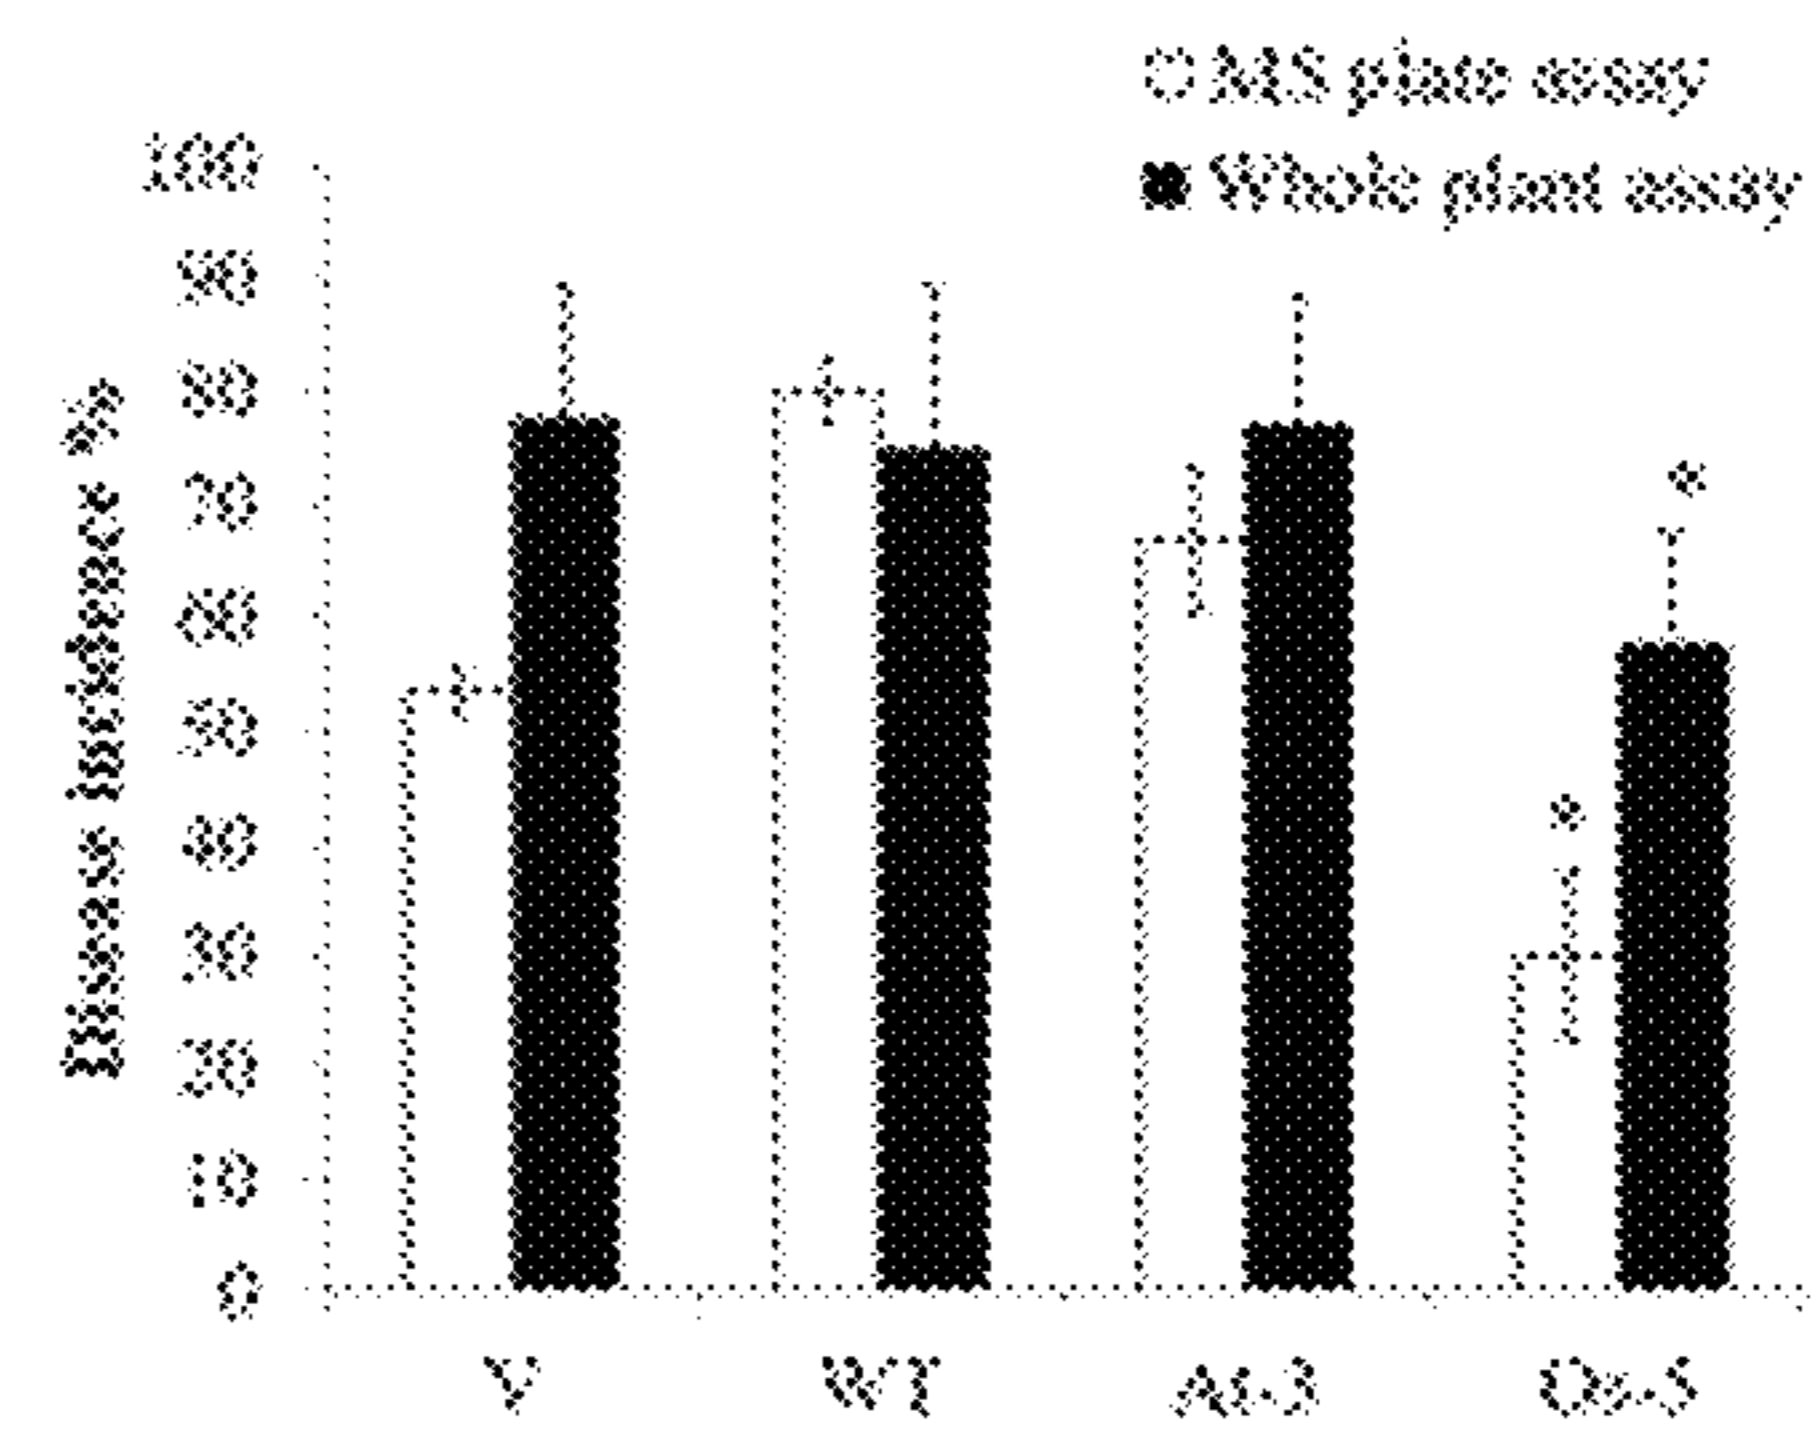 MS plate assay
Whole plant assay
100
90
80
70
60
50
40
30
20
10
0
Disease incidence %
V
WT
At-3
Os-5
*
*